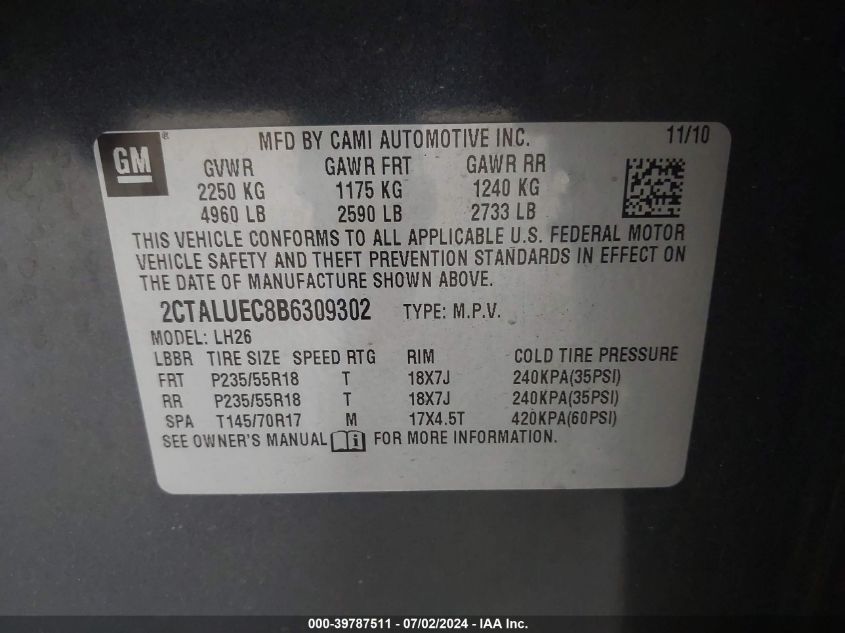 GM ® MFD BY CAMI AUTOMOTIVE INC. 11/10
GVWR GAWR FRT GAWR RR
2250 KG 1175 KG 1240 KG
4960 LB 2590 LB 2733 LB
THIS VEHICLE CONFORMS TO ALL APPLICABLE U.S. FEDERAL MOTOR
VEHICLE SAFETY AND THEFT PREVENTION STANDARDS IN EFFECT ON
THE DATE OF MANUFACTURE SHOWN ABOVE.
2CTALUEC8B6309302 TYPE: M.P.V.
MODEL: LH26
LBBR TIRE SIZE SPEED RTG RIM COLD TIRE PRESSURE
FRT P235/55R18 T 18X7J 240KPA(35PSI)
RR P235/55R18 T 18X7J 240KPA(35PSI)
SPA T145/70R17 M 17X4.5T 420KPA(60PSI)
SEE OWNER'S MANUAL i FOR MORE INFORMATION.
000-39787511 - 07/02/2024 - IAA Inc.